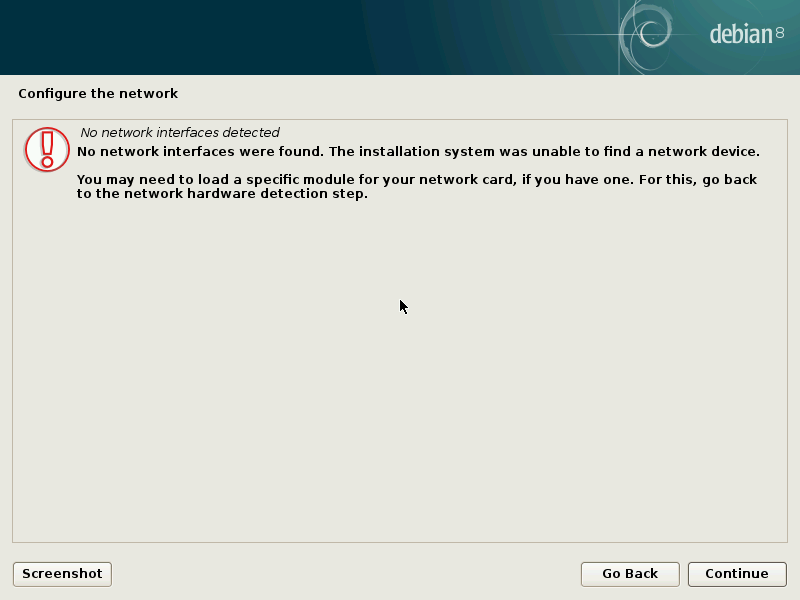 debian 8
Configure the network
No network interfaces detected
No network interfaces were found. The installation system was unable to find a network device.
You may need to load a specific module for your network card, if you have one. For this, go back
to the network hardware detection step.
Screenshot
Go Back
Continue